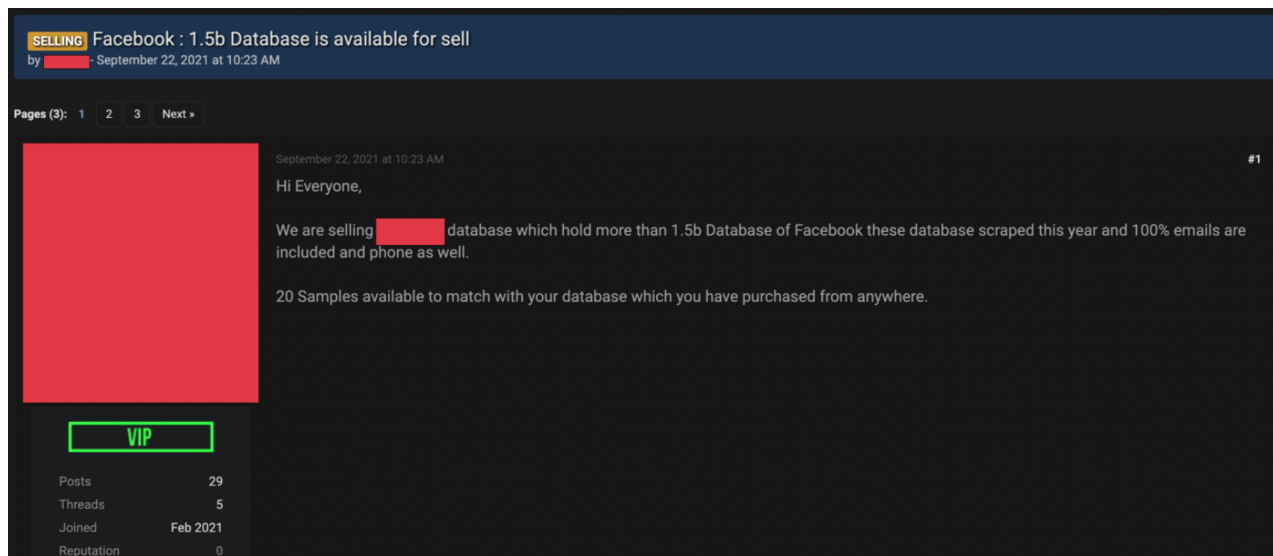 SELLING Facebook : 1.5b Database is available for sell
by - September 22, 2021 at 10:23 AM
Pages (3): 1 2 3 Next »
September 22, 2021 at 10:23 AM #1
Hi Everyone,
We are selling database which hold more than 1.5b Database of Facebook these database scraped this year and 100% emails are
included and phone as well.
20 Samples available to match with your database which you have purchased from anywhere.
VIP
Posts 29
Threads 5
Joined Feb 2021
Reputation 0